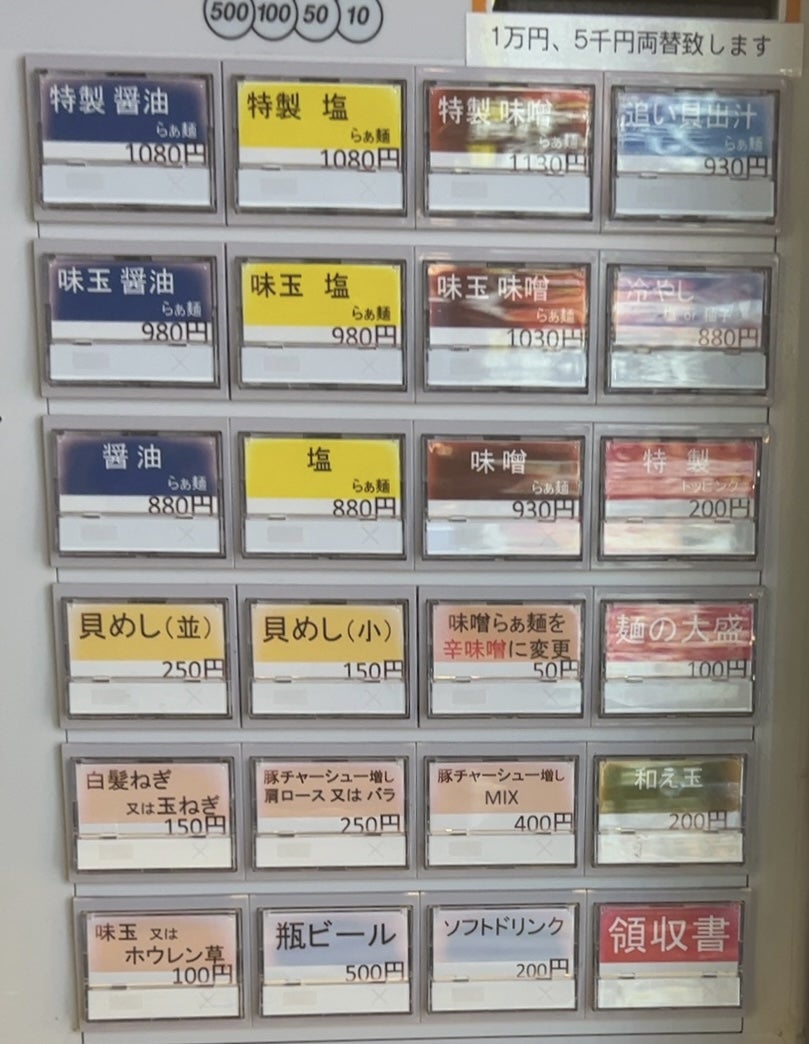 500 100 50 10
1万円、5千円両替致します
特製 醤油
らぁ麺
1080円
特製 塩
らぁ麺
1080円
特製 味噌
らぁ麺
1130円
追い貝出汁
らぁ麺
930円
味玉 醤油
らぁ麺
980円
味玉 塩
らぁ麺
980円
味玉 味噌
らぁ麺
1030円
冷やし
880円
醤油
らぁ麺
880円
塩
らぁ麺
880円
味噌
らぁ麺
930円
特製
トッピング
200円
貝めし(並)
250円
貝めし(小)
150円
味噌らぁ麺を
辛味噌に変更
50円
麺の大盛
100円
白髪ねぎ
又は玉ねぎ
150円
豚チャーシュー増し
肩ロース 又は バラ
250円
豚チャーシュー増し
MIX
400円
和え玉
200円
味玉 又は
ホウレン草
100円
瓶ビール
500円
ソフトドリンク
200円
領収書